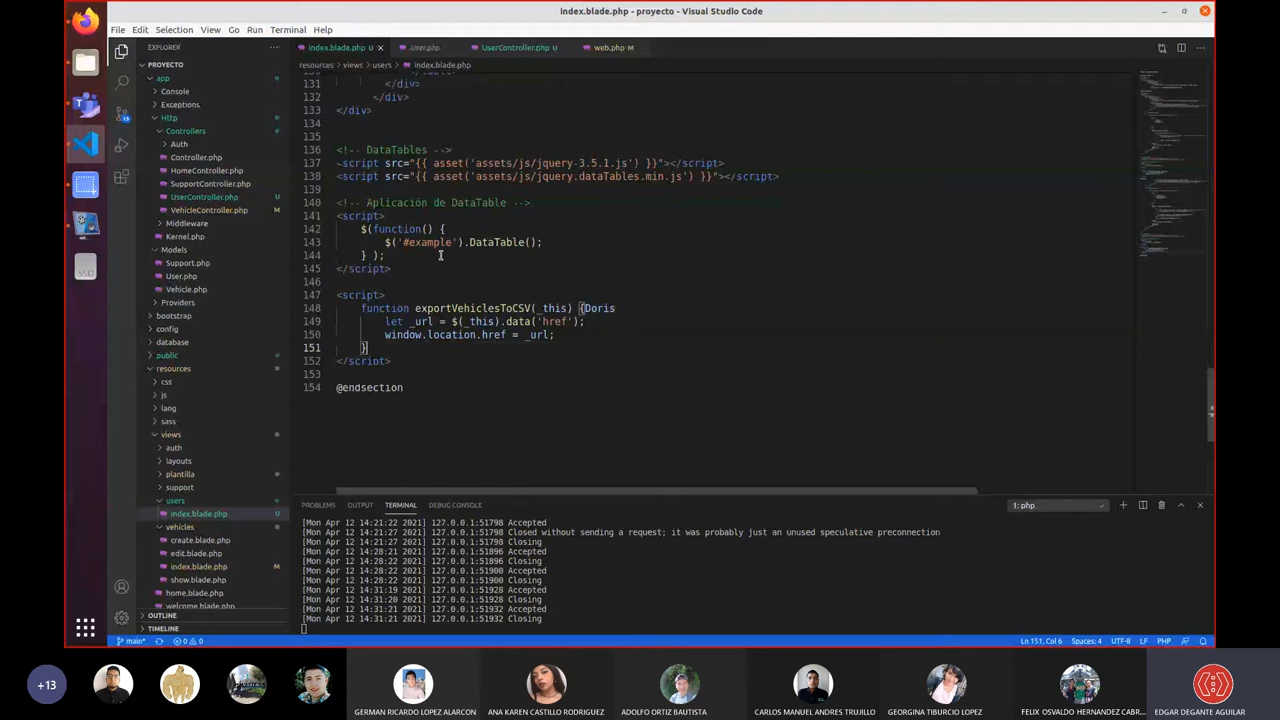 index.blade.php - proyecto - Visual Studio Code
File Edit Selection View Go Run Terminal Help
EXPLORER
index.blade.php U
User.php
UserController.php U
web.php M
PROYECTO
resources > views > users > index.blade.php
app
Console
Exceptions
Http
Controllers
Auth
Controller.php
HomeController.php
SupportController.php
UserController.php U
VehicleController.php M
Middleware
Kernel.php
Models
Support.php
User.php
Vehicle.php
Providers
bootstrap
config
database
public
resources
css
js
lang
sass
views
auth
layouts
plantilla
support
users
index.blade.php U
vehicles
create.blade.php
edit.blade.php
index.blade.php M
show.blade.php
home.blade.php
welcome.blade.php
OUTLINE
TIMELINE
131 </div>
132 </div>
133 </div>
134
135
136 <!-- DataTables -->
137 <script src="{{ asset('assets/js/jquery-3.5.1.js') }}"></script>
138 <script src="{{ asset('assets/js/jquery.dataTables.min.js') }}"></script>
139
140 <!-- Aplicación de DataTable -->
141 <script>
142 $(function() {
143 $('#example').DataTable();
144 } );
145 </script>
146
147 <script>
148 function exportVehiclesToCSV(_this) {Doris
149 let _url = $(_this).data('href');
150 window.location.href = _url;
151 }
152 </script>
153
154 @endsection
PROBLEMS OUTPUT TERMINAL DEBUG CONSOLE
1: php
[Mon Apr 12 14:21:22 2021] 127.0.0.1:51798 Accepted
[Mon Apr 12 14:21:27 2021] 127.0.0.1:51798 Closed without sending a request; it was probably just an unused speculative preconnection
[Mon Apr 12 14:21:27 2021] 127.0.0.1:51798 Closing
[Mon Apr 12 14:28:21 2021] 127.0.0.1:51896 Accepted
[Mon Apr 12 14:28:22 2021] 127.0.0.1:51896 Closing
[Mon Apr 12 14:28:22 2021] 127.0.0.1:51900 Accepted
[Mon Apr 12 14:28:22 2021] 127.0.0.1:51900 Closing
[Mon Apr 12 14:31:19 2021] 127.0.0.1:51928 Accepted
[Mon Apr 12 14:31:20 2021] 127.0.0.1:51928 Closing
[Mon Apr 12 14:31:21 2021] 127.0.0.1:51932 Accepted
[Mon Apr 12 14:31:21 2021] 127.0.0.1:51932 Closing
main* 0 0
Ln 151, Col 6 Spaces: 4 UTF-8 LF PHP
SSD
+13
GERMAN RICARDO LOPEZ ALARCON
ANA KAREN CASTILLO RODRIGUEZ
ADOLFO ORTIZ BAUTISTA
CARLOS MANUEL ANDRES TRUJILLO
GEORGINA TIBURCIO LOPEZ
FELIX OSVALDO HERNANDEZ CABR...
EDGAR DEGANTE AGUILAR